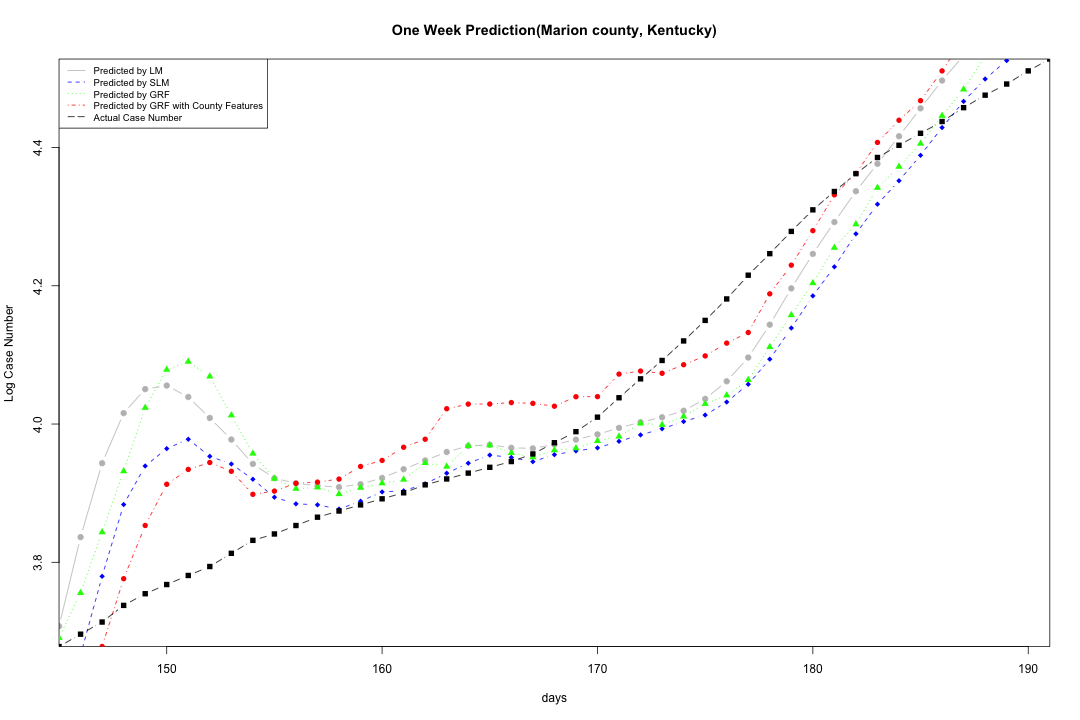 One Week Prediction(Marion county, Kentucky)
Predicted by LM
Predicted by SLM
Predicted by GRF
Predicted by GRF with County Features
Actual Case Number
4.4
4.2
4.0
3.8
Log Case Number
150
160
170
180
190
days